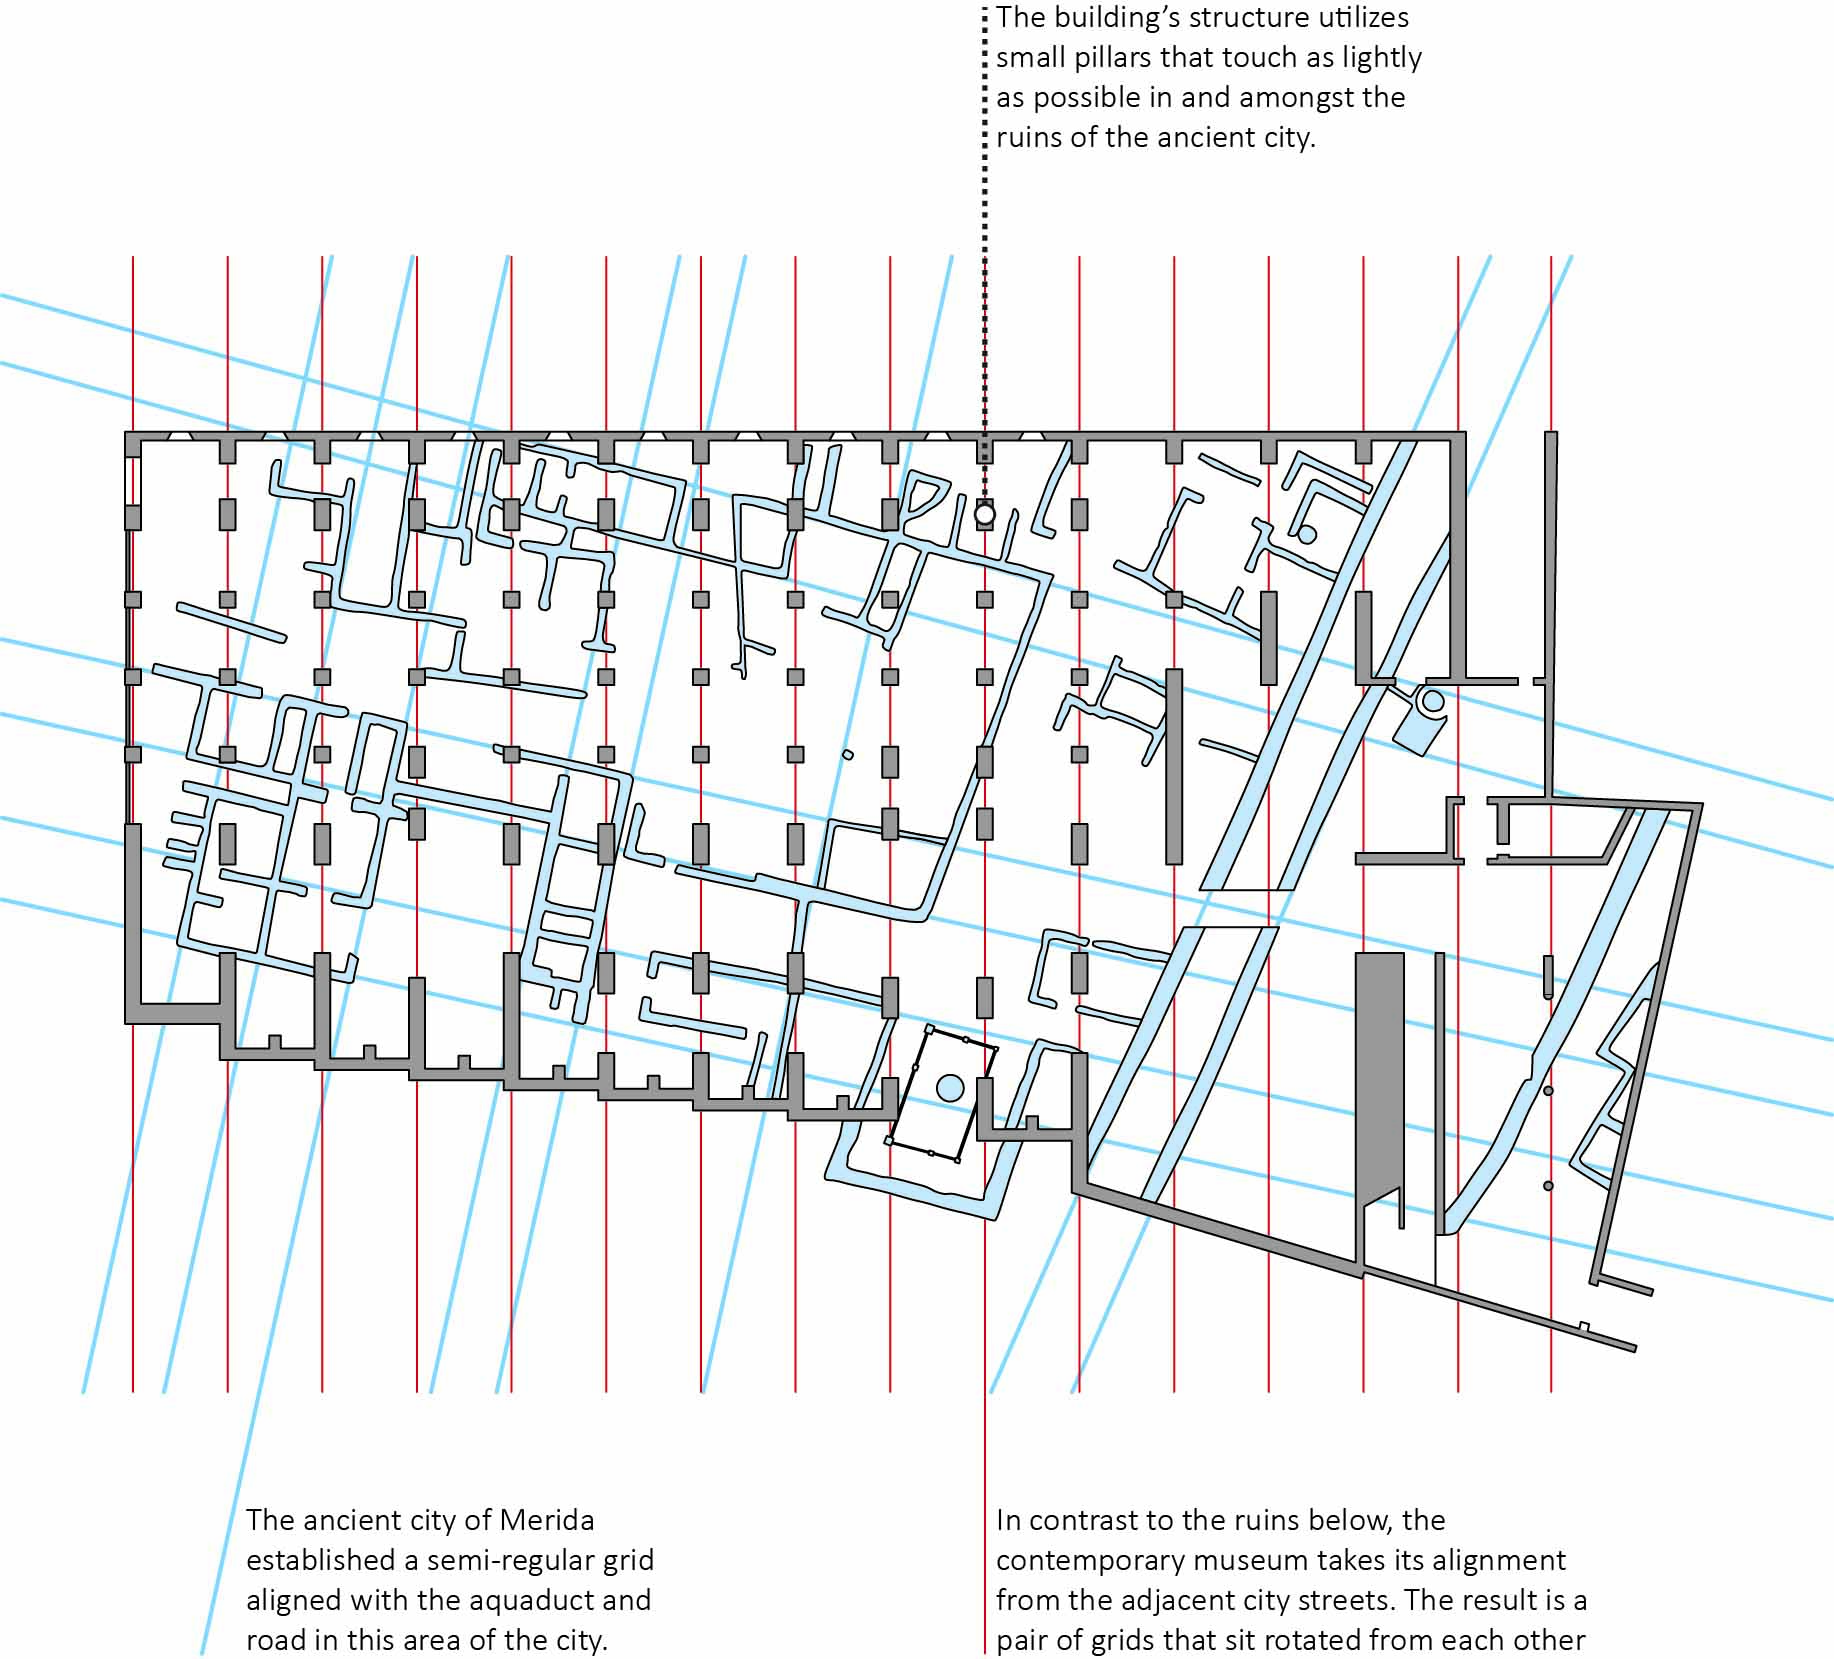 The building’s structure utilizes
small pillars that touch as lightly
as possible in and amongst the
ruins of the ancient city.
The ancient city of Merida
established a semi-regular grid
aligned with the aquaduct and
road in this area of the city.
In contrast to the ruins below, the
contemporary museum takes its alignment
from the adjacent city streets. The result is a
pair of grids that sit rotated from each other